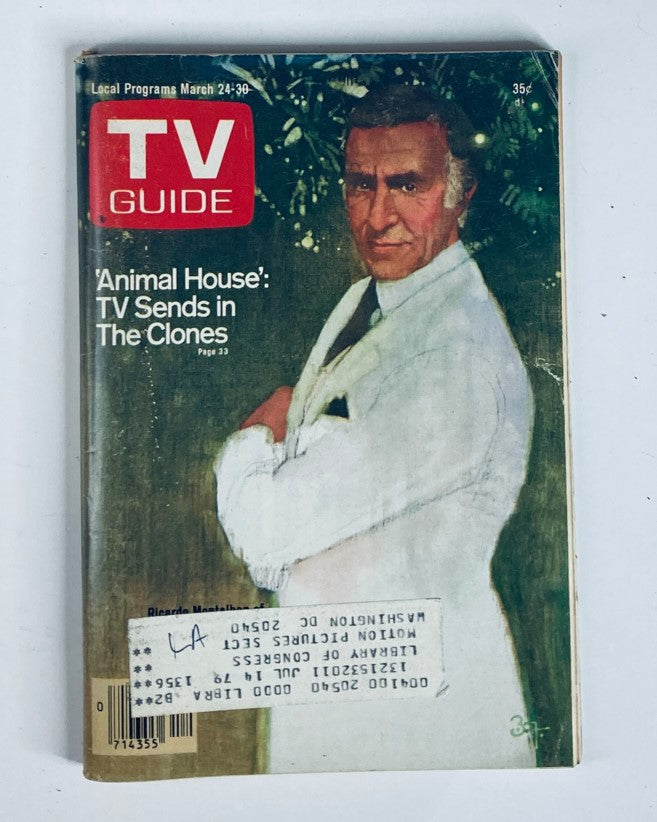 Local Programs March 24-30
35¢
TV
GUIDE
'Animal House':
TV Sends in
The Clones
Page 33
Ricardo Montalban of
LA
004100 20540 GOOD LIBRA B2**
1321532011 JUL 14 79 1356 **
LIBRARY OF CONGRESS **
MOTION PICTURES SECT **
WASHINGTON DC 20540
0
714355